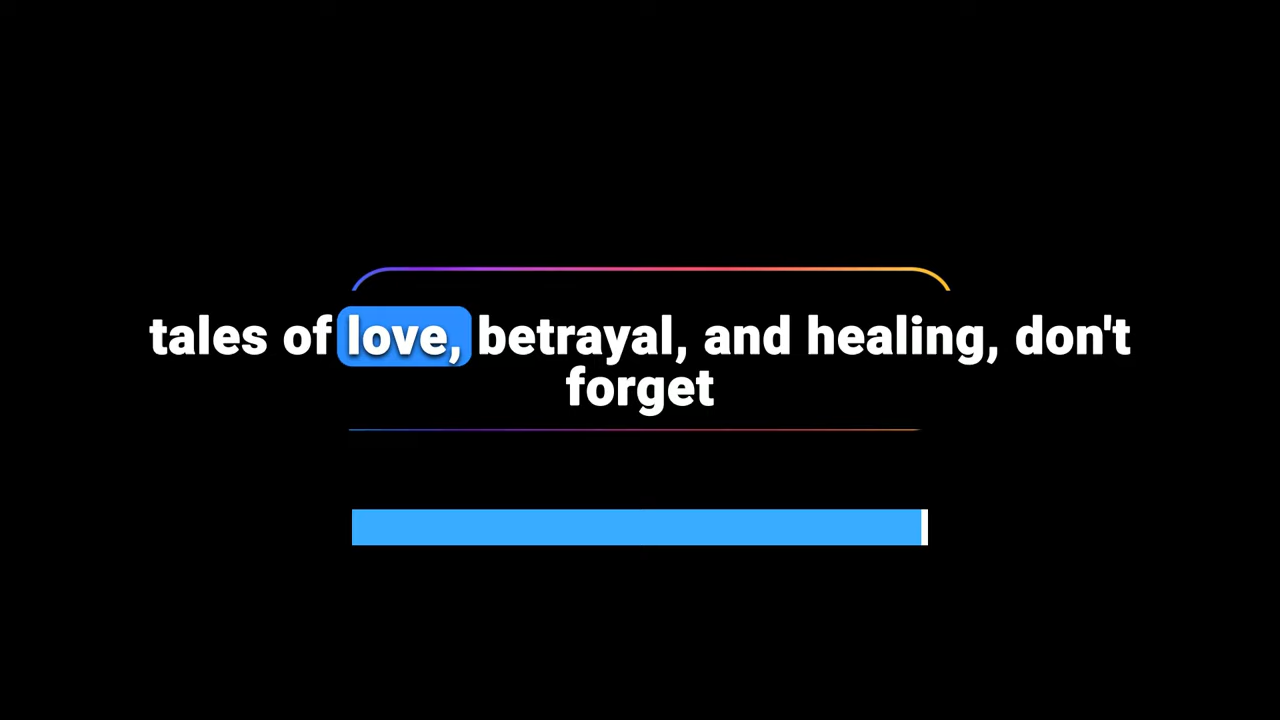 tales of love, betrayal, and healing, don't
forget